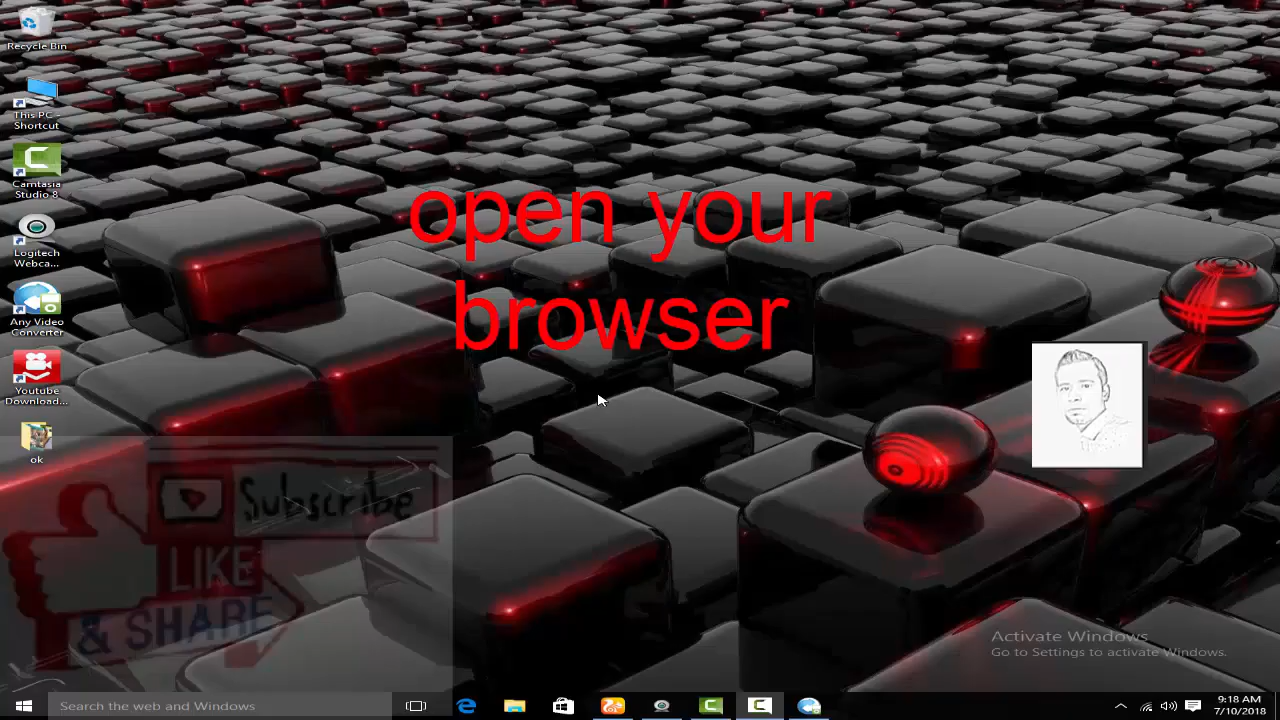 Recycle Bin
This PC -
Shortcut
Camtasia
Studio 8
Logitech
Webca...
Any Video
Converter
Youtube
Download...
ok
open your
browser
Subscribe
LIKE
& SHARE
Activate Windows
Go to Settings to activate Windows.
Search the web and Windows
9:18 AM
7/10/2018